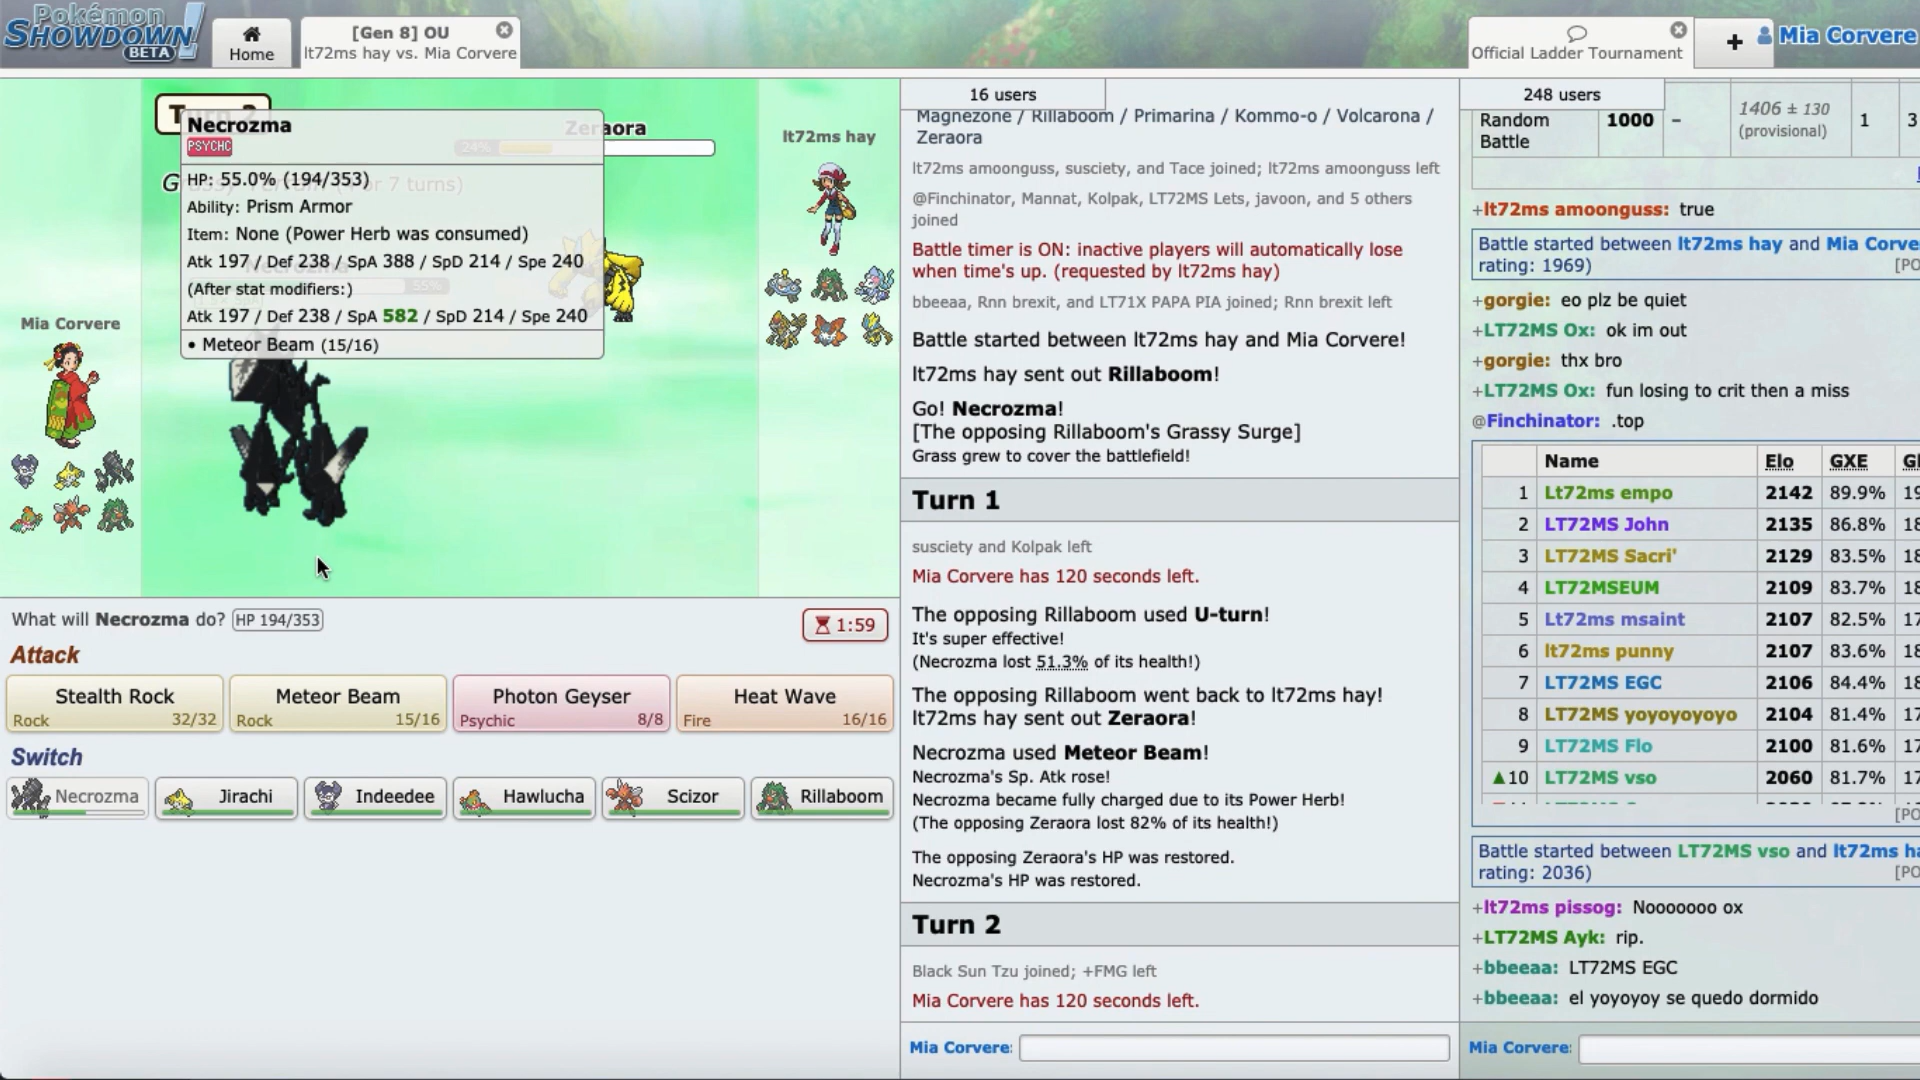 Pokémon
SHOWDOWN!
BETA
Home
[Gen 8] OU
lt72ms hay vs. Mia Corvere
Official Ladder Tournament
+
Mia Corvere
Necrozma
PSYCHC
HP: 55.0% (194/353)
Ability: Prism Armor
Item: None (Power Herb was consumed)
Atk 197 / Def 238 / SpA 388 / SpD 214 / Spe 240
(After stat modifiers:)
Atk 197 / Def 238 / SpA 582 / SpD 214 / Spe 240
• Meteor Beam (15/16)
Zeraora
24%
55%
lt72ms hay
Mia Corvere
What will Necrozma do? HP 194/353
1:59
Attack
Stealth Rock
Rock 32/32
Meteor Beam
Rock 15/16
Photon Geyser
Psychic 8/8
Heat Wave
Fire 16/16
Switch
Necrozma
Jirachi
Indeedee
Hawlucha
Scizor
Rillaboom
16 users
Magnezone / Rillaboom / Primarina / Kommo-o / Volcarona /
Zeraora
lt72ms amoonguss, susciety, and Tace joined; lt72ms amoonguss left
@Finchinator, Mannat, Kolpak, LT72MS Lets, javoon, and 5 others
joined
Battle timer is ON: inactive players will automatically lose
when time's up. (requested by lt72ms hay)
bbeeaa, Rnn brexit, and LT71X PAPA PIA joined; Rnn brexit left
Battle started between lt72ms hay and Mia Corvere!
lt72ms hay sent out Rillaboom!
Go! Necrozma!
[The opposing Rillaboom's Grassy Surge]
Grass grew to cover the battlefield!
Turn 1
susciety and Kolpak left
Mia Corvere has 120 seconds left.
The opposing Rillaboom used U-turn!
It's super effective!
(Necrozma lost 51.3% of its health!)
The opposing Rillaboom went back to lt72ms hay!
lt72ms hay sent out Zeraora!
Necrozma used Meteor Beam!
Necrozma's Sp. Atk rose!
Necrozma became fully charged due to its Power Herb!
(The opposing Zeraora lost 82% of its health!)
The opposing Zeraora's HP was restored.
Necrozma's HP was restored.
Turn 2
Black Sun Tzu joined; +FMG left
Mia Corvere has 120 seconds left.
Mia Corvere:
248 users
Random
Battle
1000
–
1406 ± 130
(provisional)
1
3
+lt72ms amoonguss: true
Battle started between lt72ms hay and Mia Corve
rating: 1969)
[PO
+gorgie: eo plz be quiet
+LT72MS Ox: ok im out
+gorgie: thx bro
+LT72MS Ox: fun losing to crit then a miss
@Finchinator: .top
Name Elo GXE Gl
1 Lt72ms empo 2142 89.9% 19
2 LT72MS John 2135 86.8% 18
3 LT72MS Sacri' 2129 83.5% 18
4 LT72MSEUM 2109 83.7% 18
5 Lt72ms msaint 2107 82.5% 17
6 lt72ms punny 2107 83.6% 18
7 LT72MS EGC 2106 84.4% 18
8 LT72MS yoyoyoyoyo 2104 81.4% 17
9 LT72MS Flo 2100 81.6% 17
▲10 LT72MS vso 2060 81.7% 17
[PO
Battle started between LT72MS vso and lt72ms ha
rating: 2036)
[PO
+lt72ms pissog: Nooooooo ox
+LT72MS Ayk: rip.
+bbeeaa: LT72MS EGC
+bbeeaa: el yoyoyoy se quedo dormido
Mia Corvere: